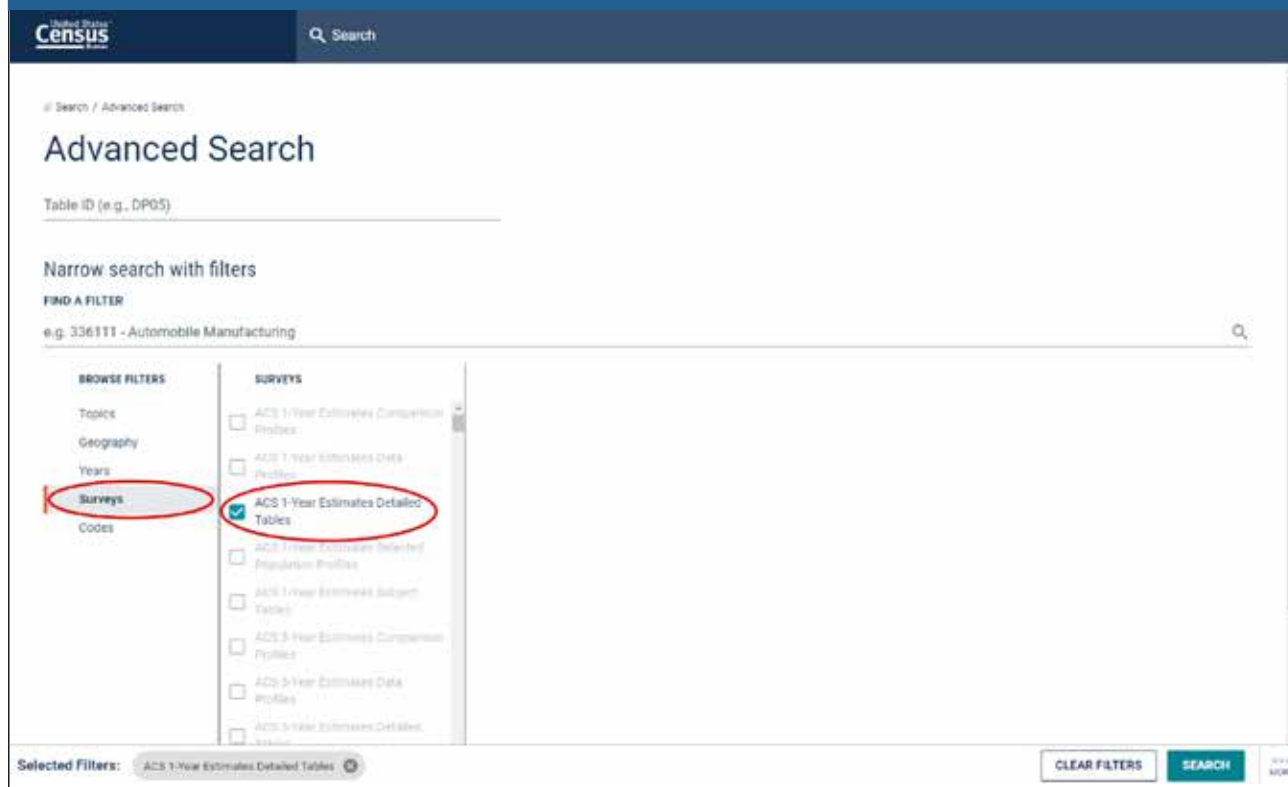 United States
Census
Bureau
Search
Search / Advanced Search
Advanced Search
Table ID (e.g., DP05)
Narrow search with filters
FIND A FILTER
e.g. 336111 - Automobile Manufacturing
BROWSE FILTERS
Topics
Geography
Years
Surveys
Codes
SURVEYS
ACS 1-Year Estimates Comparison
Profiles
ACS 1-Year Estimates Data
Profiles
ACS 1-Year Estimates Detailed
Tables
ACS 1-Year Estimates Selected
Population Profiles
ACS 1-Year Estimates Subject
Tables
ACS 5-Year Estimates Comparison
Profiles
ACS 5-Year Estimates Data
Profiles
ACS 5-Year Estimates Detailed
Selected Filters:
ACS 1-Year Estimates Detailed Tables
CLEAR FILTERS
SEARCH